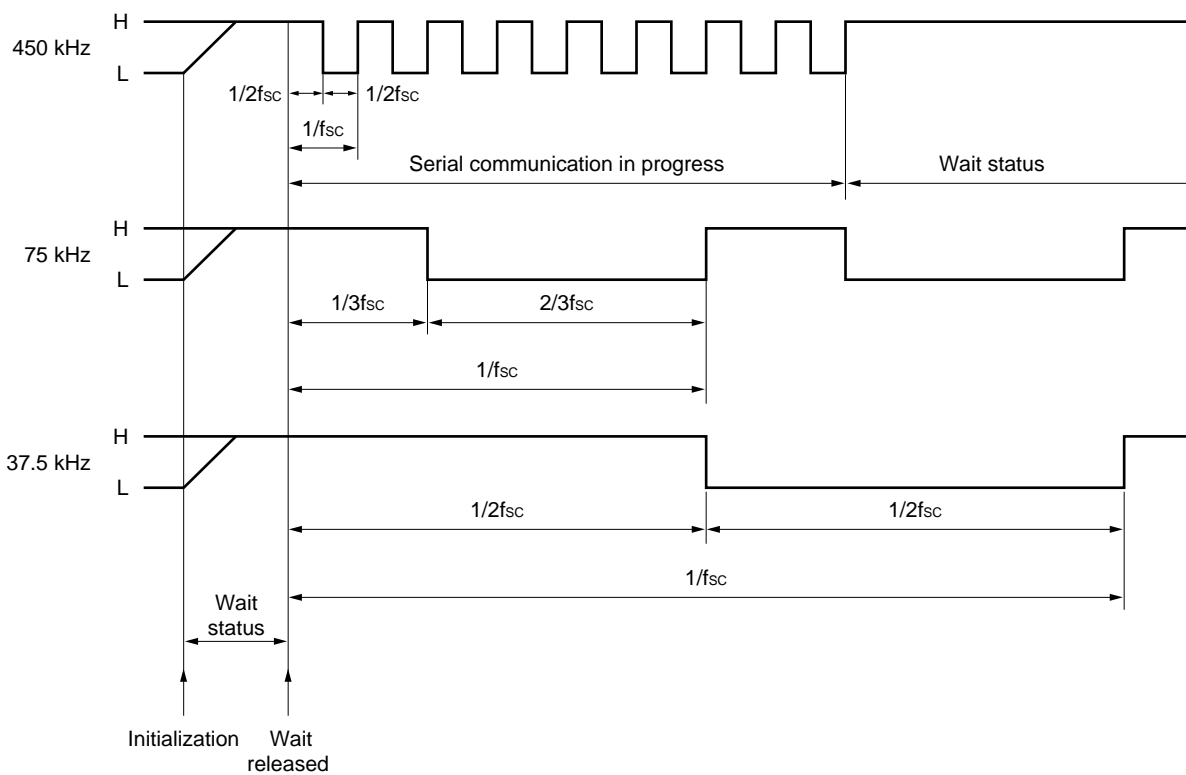 H
450 kHz
L
1/2fsc 1/2fsc
1/fsc
Serial communication in progress Wait status
H
75 kHz
L
1/3fsc 2/3fsc
1/fsc
H
37.5 kHz
L
1/2fsc 1/2fsc
1/fsc
Wait
status
Initialization Wait
released